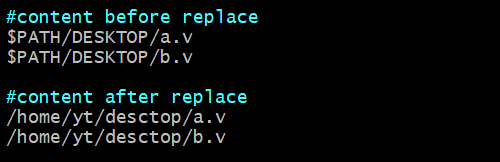 #content before replace
$PATH/DESKTOP/a.v
$PATH/DESKTOP/b.v
#content after replace
/home/yt/desctop/a.v
/home/yt/desctop/b.v